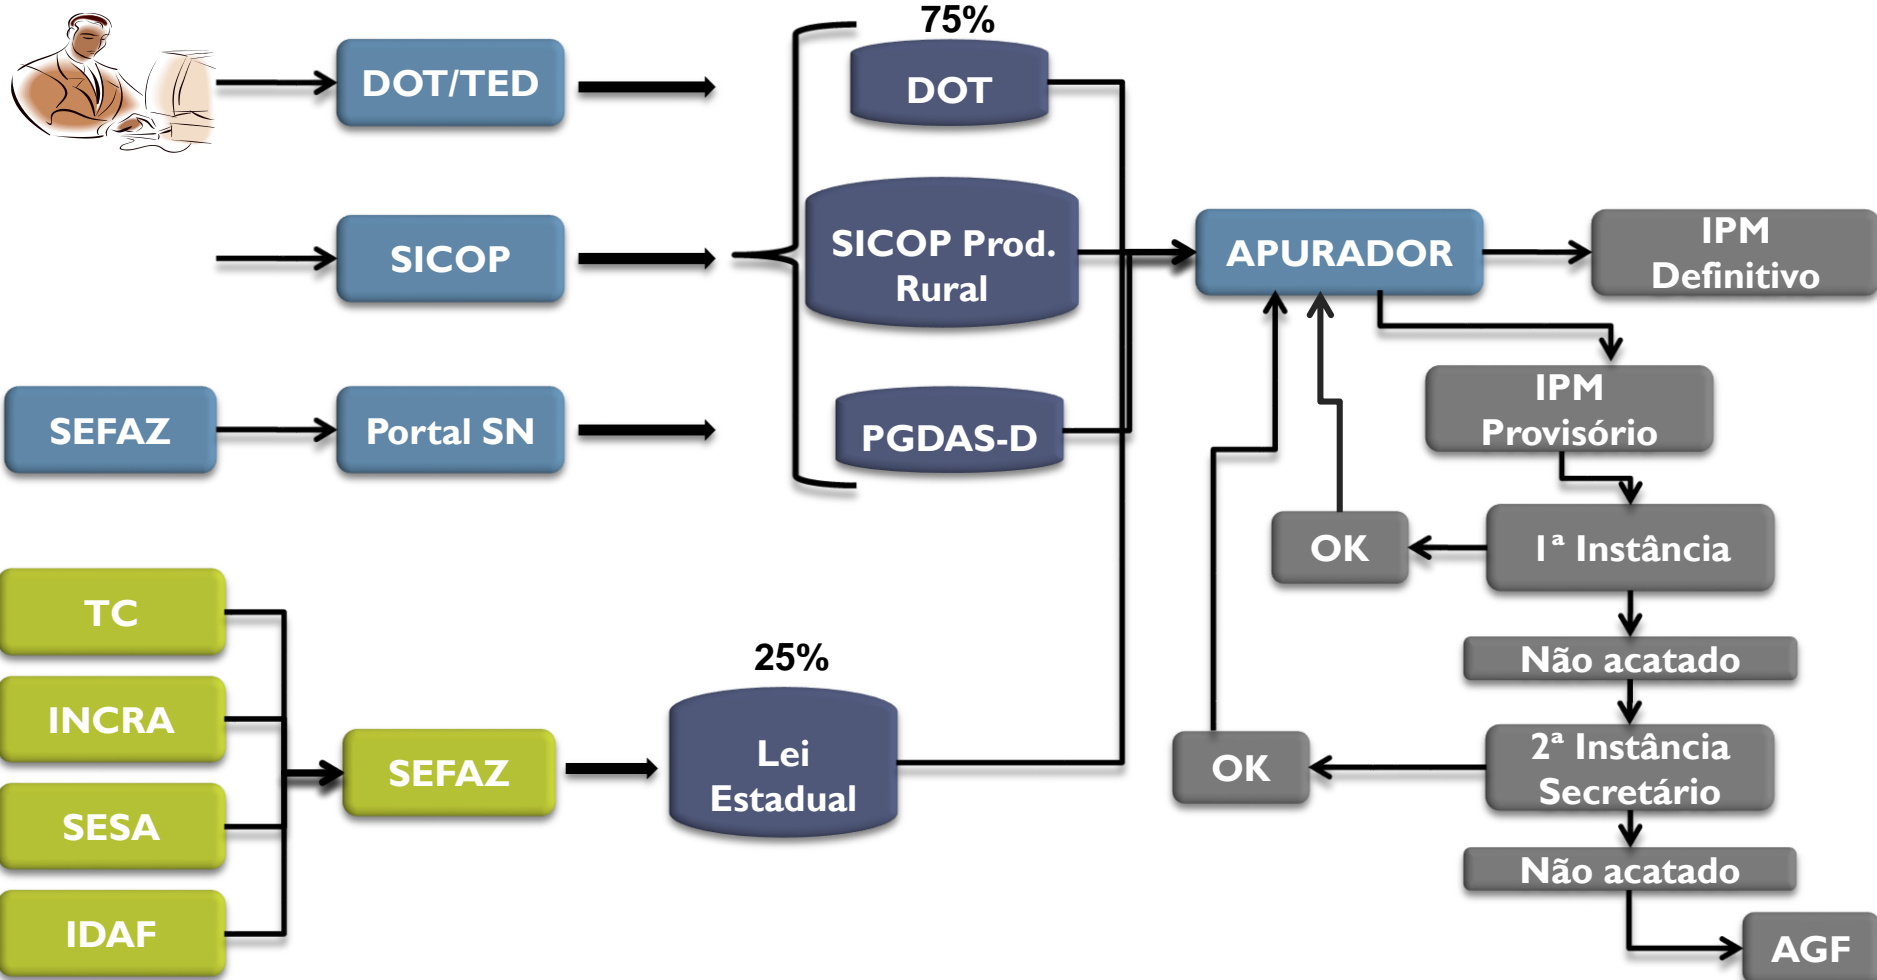 75%
DOT/TED
DOT
SICOP
SICOP Prod.
Rural
APURADOR
IPM
Definitivo
SEFAZ
Portal SN
PGDAS-D
IPM
Provisório
OK
1ª Instância
TC
25%
Não acatado
INCRA
SEFAZ
Lei
Estadual
OK
2ª Instância
Secretário
SESA
Não acatado
IDAF
AGF